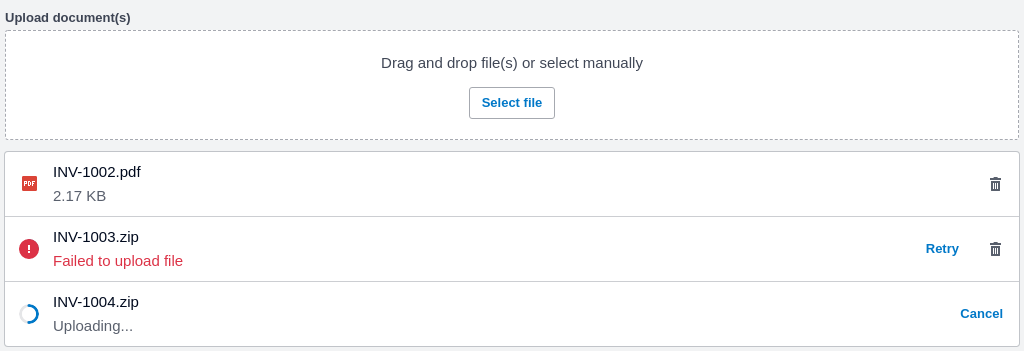 Upload document(s)
Drag and drop file(s) or select manually
Select file
PDF
INV-1002.pdf
2.17 KB
INV-1003.zip
Failed to upload file
Retry
INV-1004.zip
Uploading...
Cancel